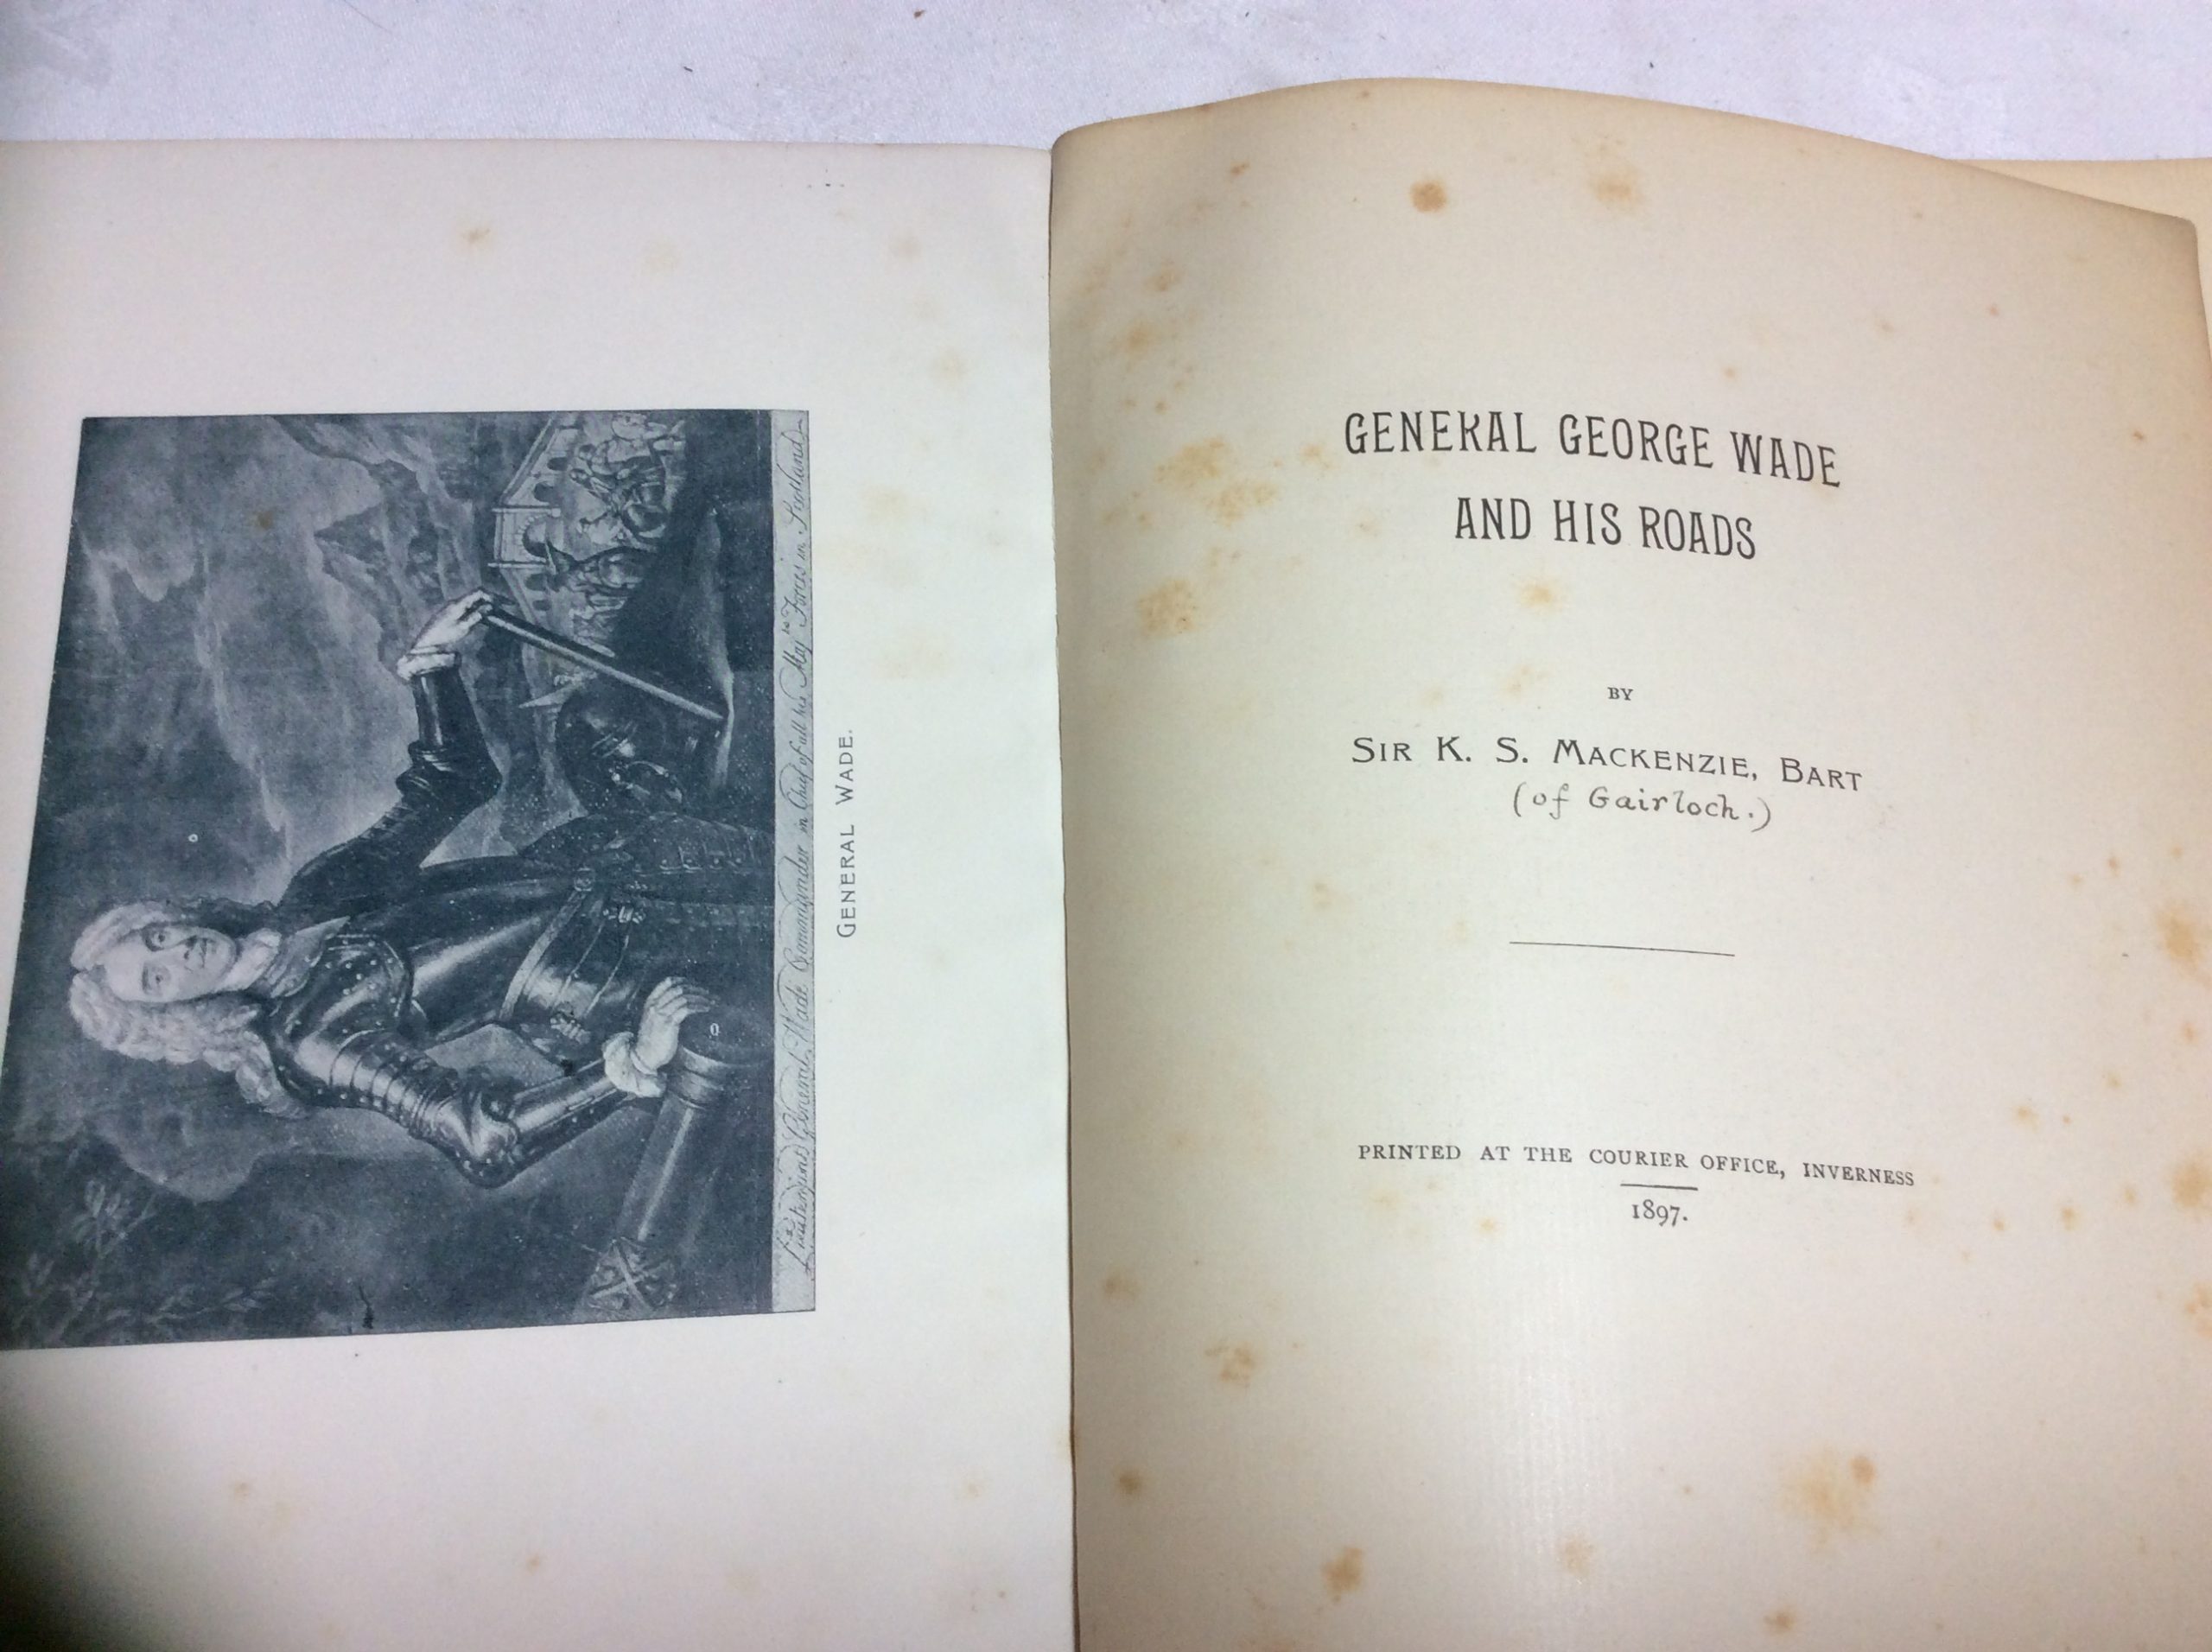 Lieutenant General Wade Commander in Chief of all his Maj.ties Forces in Scotland
GENERAL WADE.
GENERAL GEORGE WADE
AND HIS ROADS
BY
SIR K. S. MACKENZIE, BART
(of Gairloch.)
PRINTED AT THE COURIER OFFICE, INVERNESS
1897.